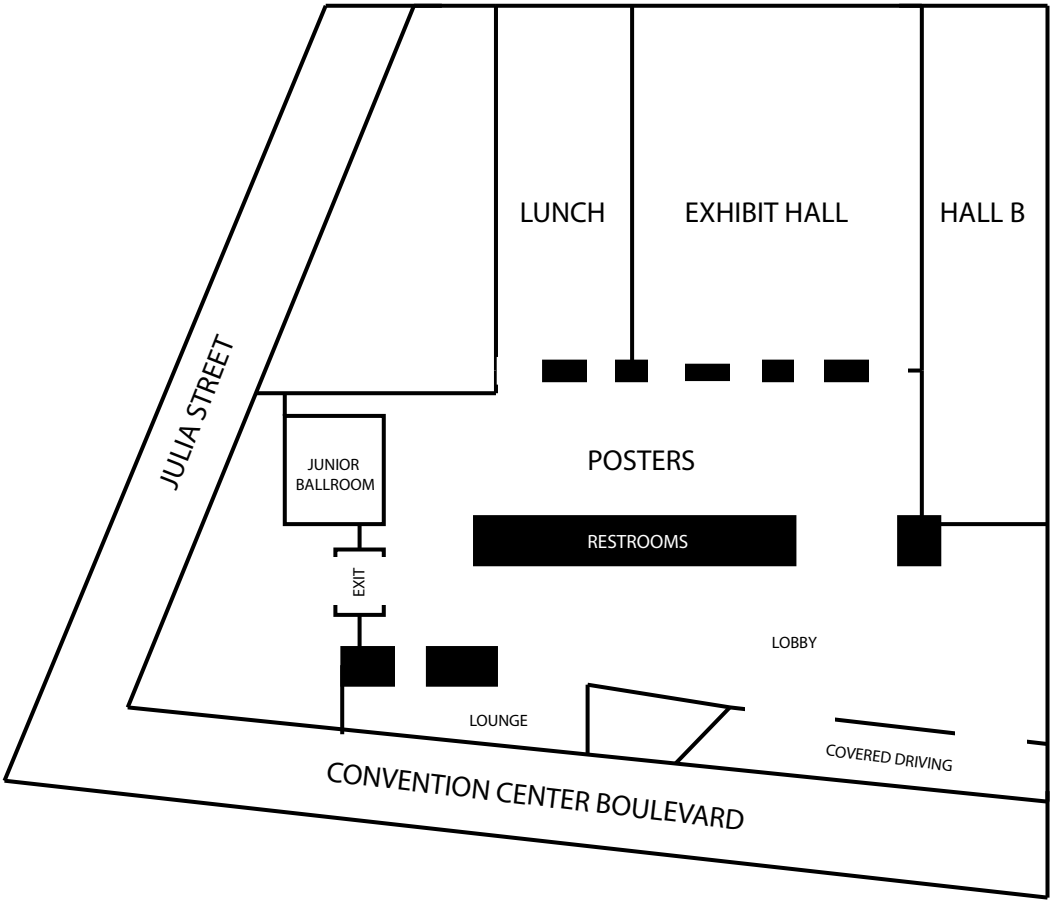 LUNCH
EXHIBIT HALL
HALL B
JULIA STREET
JUNIOR
BALLROOM
POSTERS
RESTROOMS
EXIT
LOBBY
LOUNGE
COVERED DRIVING
CONVENTION CENTER BOULEVARD